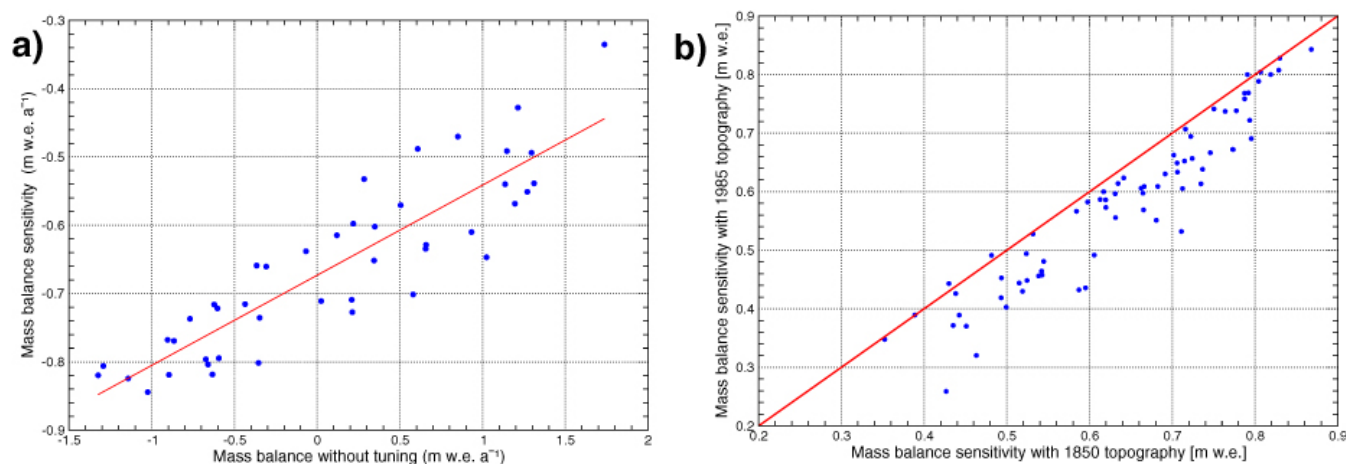 a)
Mass balance sensitivity (m w.e. a⁻¹)
-0.3
-0.4
-0.5
-0.6
-0.7
-0.8
-0.9
-1.5 -1 -0.5 0 0.5 1 1.5 2
Mass balance without tuning (m w.e. a⁻¹)
b)
Mass balance sensitivity with 1985 topography [m w.e.]
0.9
0.8
0.7
0.6
0.5
0.4
0.3
0.2
0.2 0.3 0.4 0.5 0.6 0.7 0.8 0.9
Mass balance sensitivity with 1850 topography [m w.e.]